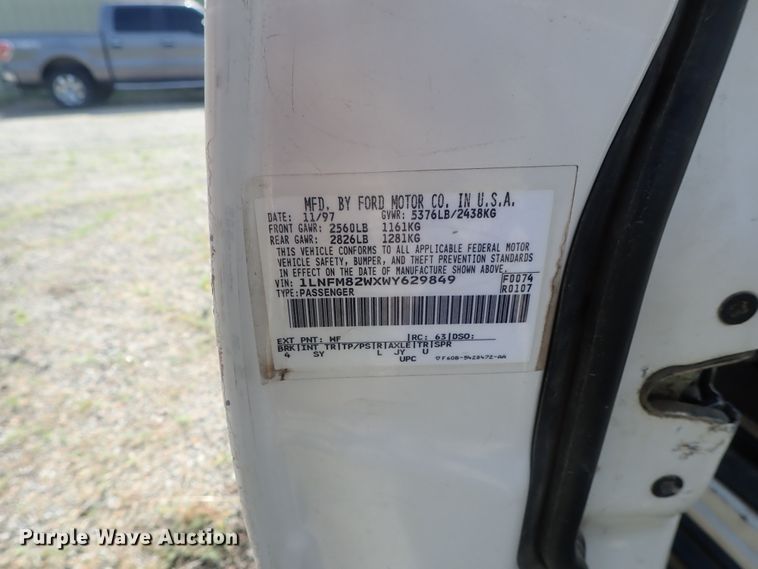 MFD. BY FORD MOTOR CO. IN U.S.A.
DATE: 11/97 GVWR: 5376LB/2438KG
FRONT GAWR: 2560LB 1161KG
REAR GAWR: 2826LB 1281KG
THIS VEHICLE CONFORMS TO ALL APPLICABLE FEDERAL MOTOR
VEHICLE SAFETY, BUMPER, AND THEFT PREVENTION STANDARDS
IN EFFECT ON THE DATE OF MANUFACTURE SHOWN ABOVE.
VIN: 1LNFM82WXWY629849 F0074
TYPE: PASSENGER R0107
EXT PNT: WF |RC: 63|DSO:
BRK|INT TR|TP/PS|R|AXLE|TR|SPR
4 SY L JY U
UPC ▽F60B-5420472-AA
Purple Wave Auction